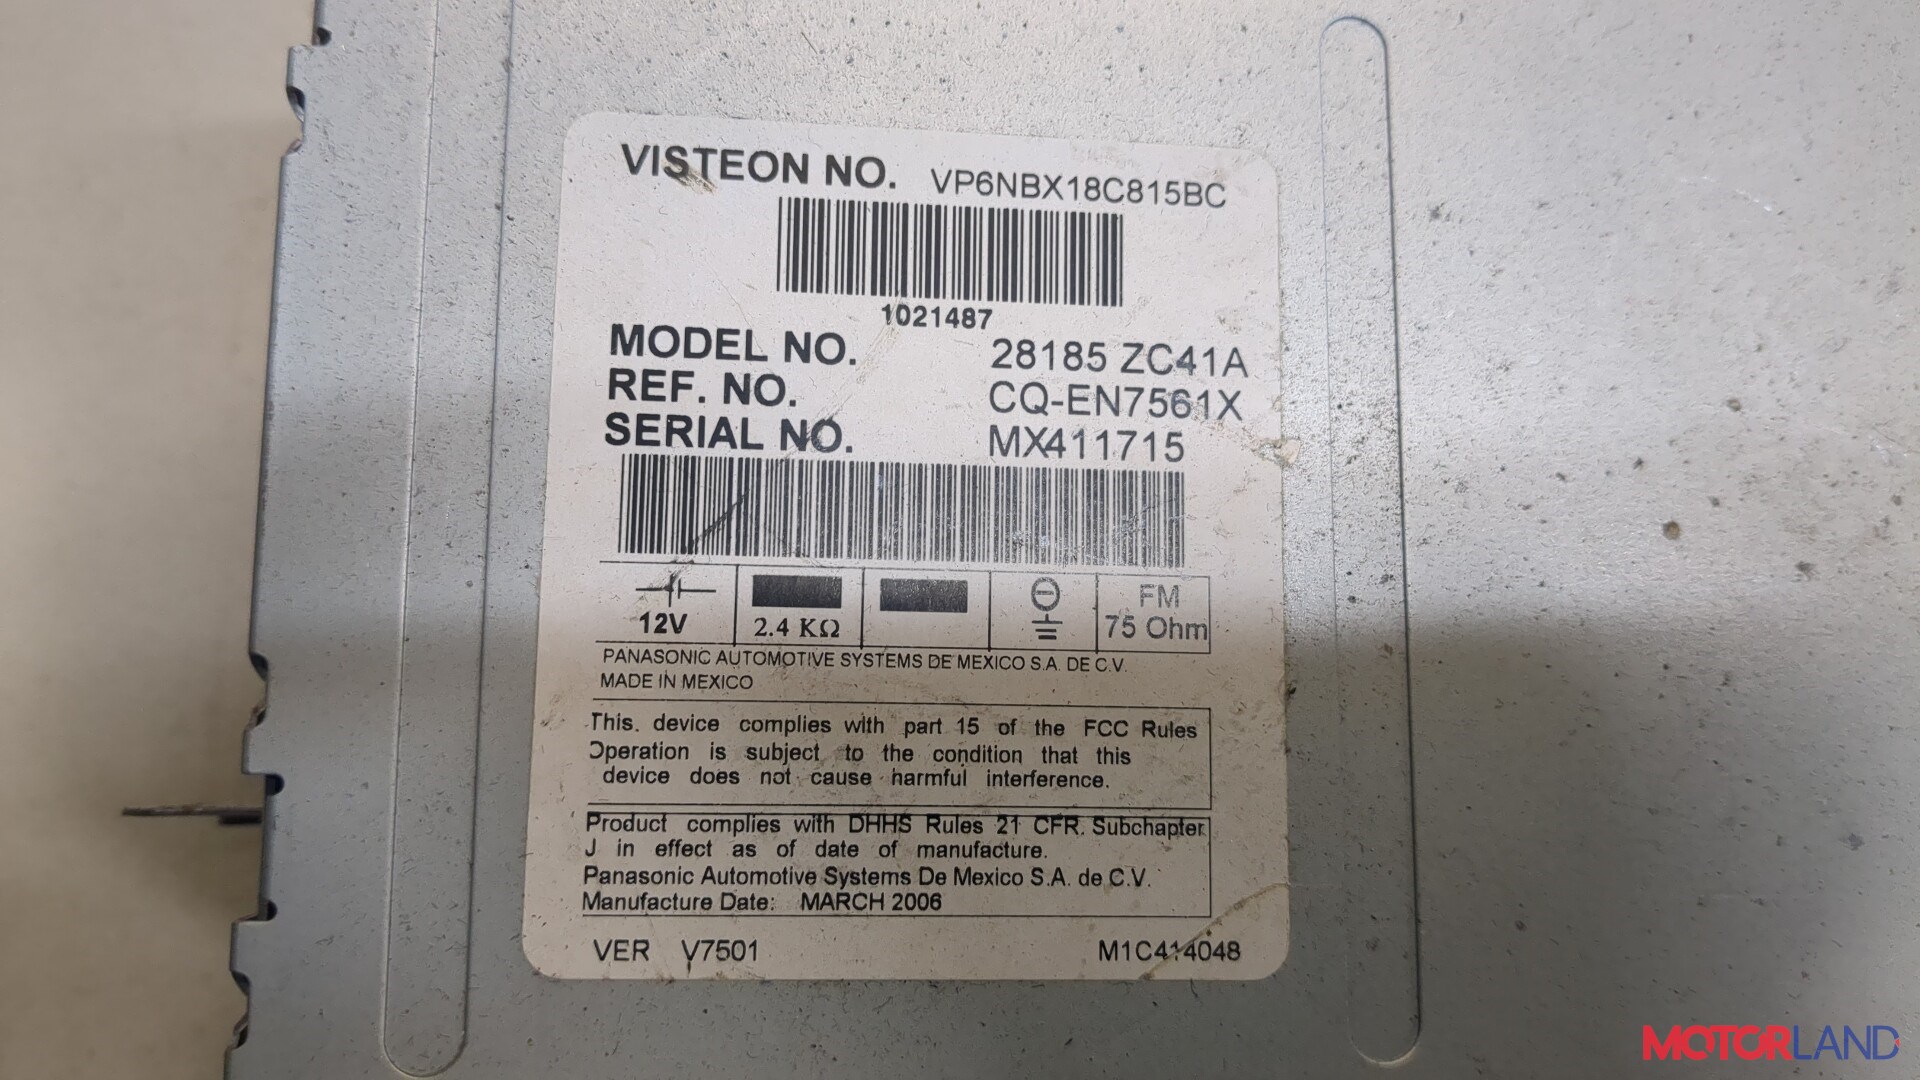 VISTEON NO. VP6NBX18C815BC
1021487
MODEL NO. 28185 ZC41A
REF. NO. CQ-EN7561X
SERIAL NO. MX411715
12V 2.4 KΩ FM 75 Ohm
PANASONIC AUTOMOTIVE SYSTEMS DE MEXICO S.A. DE C.V.
MADE IN MEXICO
This. device complies with part 15 of the FCC Rules
Operation is subject to the condition that this
device does not cause harmful interference.
Product complies with DHHS Rules 21 CFR. Subchapter
J in effect as of date of manufacture.
Panasonic Automotive Systems De Mexico S.A. de C.V.
Manufacture Date: MARCH 2006
VER V7501 M1C414048
MOTORLAND